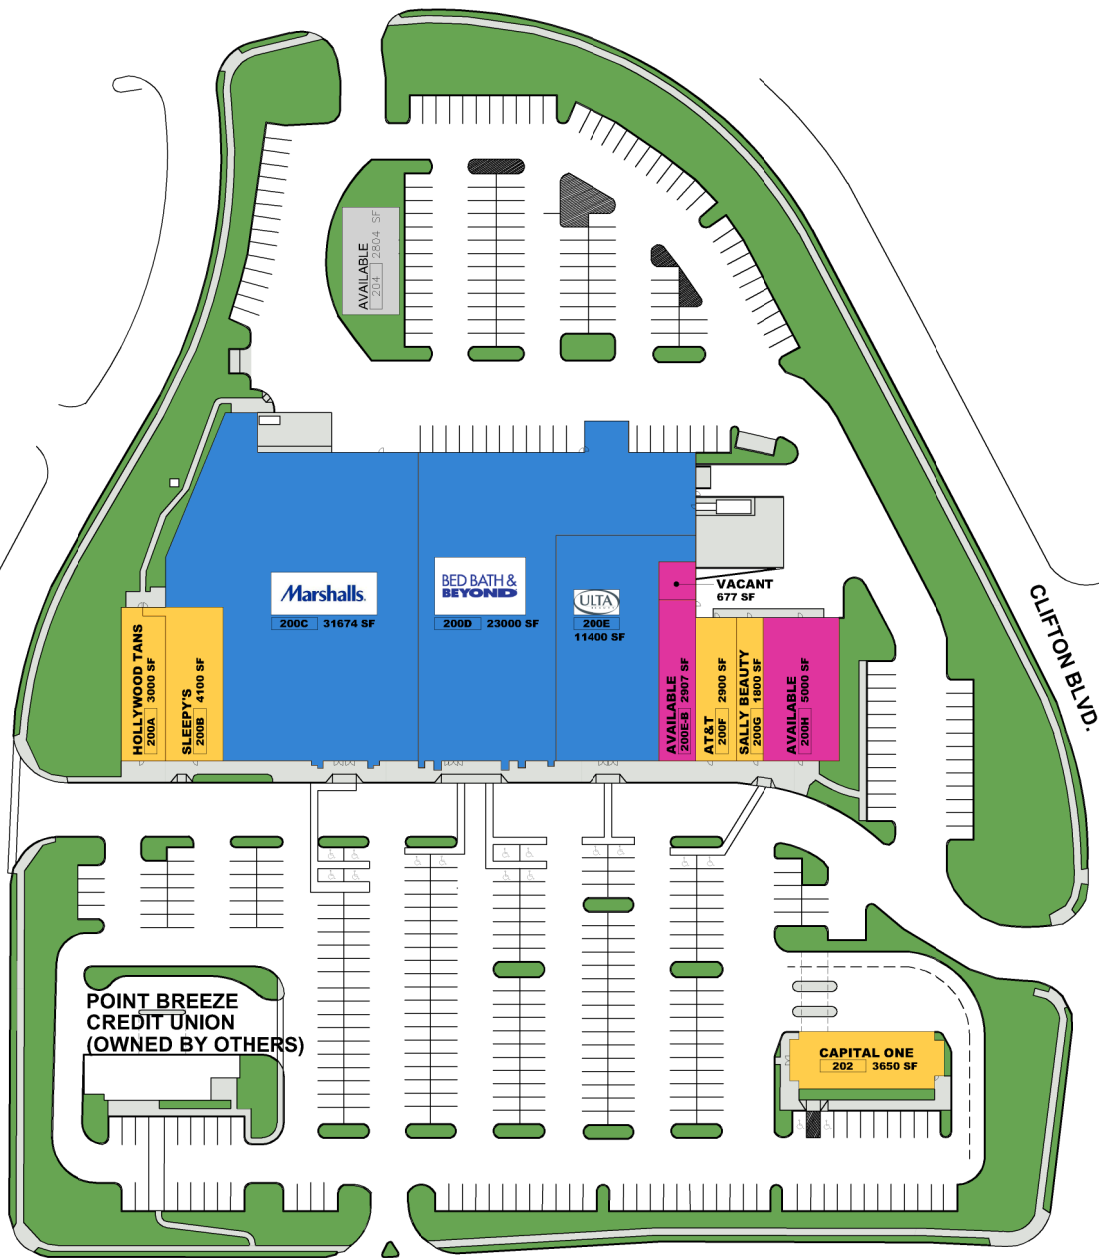 AVAILABLE
204 2804 SF
Marshalls.
200C 31674 SF
BED BATH &
BEYOND
200D 23000 SF
ULTA
BEAUTY
200E
11400 SF
VACANT
677 SF
HOLLYWOOD TANS
200A 3000 SF
SLEEPY'S
200B 4100 SF
AVAILABLE
200E-B 2907 SF
AT&T
200F 2900 SF
SALLY BEAUTY
200G 1800 SF
AVAILABLE
200H 5000 SF
CLIFTON BLVD.
POINT BREEZE
CREDIT UNION
(OWNED BY OTHERS)
CAPITAL ONE
202 3650 SF